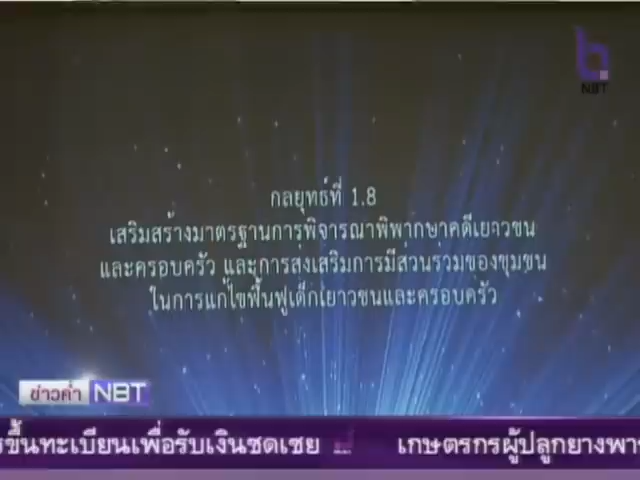 NBT
กลยุทธ์ที่ 1.8
เสริมสร้างมาตรฐานการพิจารณาพิพากษาคดีเยาวชน
และครอบครัว และการส่งเสริมการมีส่วนร่วมของชุมชน
ในการแก้ไขฟื้นฟูเด็กเยาวชนและครอบครัว
ข่าวค่ำ NBT
รขึ้นทะเบียนเพื่อรับเงินชดเชย ... เกษตรกรผู้ปลูกยางพา